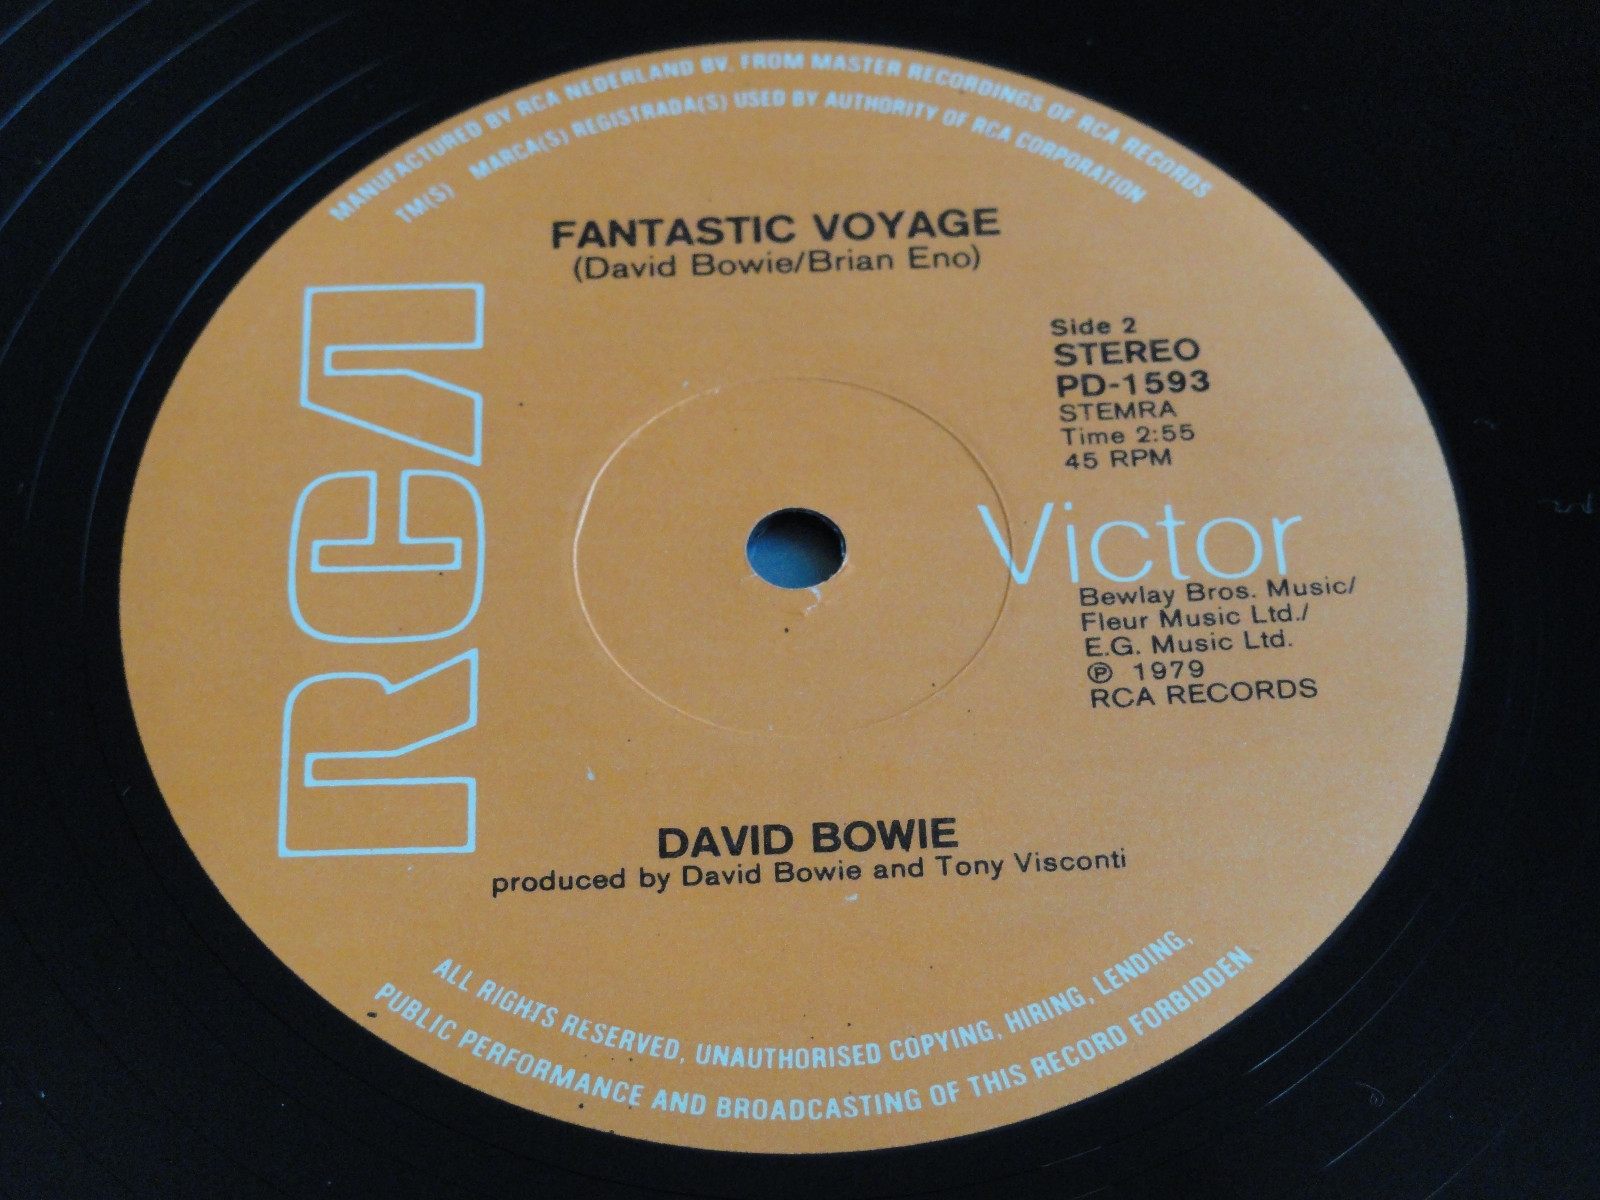 MANUFACTURED BY RCA NEDERLAND BV. FROM MASTER RECORDINGS OF RCA RECORDS
TM(S) MARCA(S) REGISTRADA(S) USED BY AUTHORITY OF RCA CORPORATION
FANTASTIC VOYAGE
(David Bowie/Brian Eno)
RCA
Side 2
STEREO
PD-1593
STEMRA
Time 2:55
45 RPM
Victor
Bewlay Bros. Music/
Fleur Music Ltd./
E.G. Music Ltd.
℗ 1979
RCA RECORDS
DAVID BOWIE
produced by David Bowie and Tony Visconti
ALL RIGHTS RESERVED, UNAUTHORISED COPYING, HIRING, LENDING,
PUBLIC PERFORMANCE AND BROADCASTING OF THIS RECORD FORBIDDEN